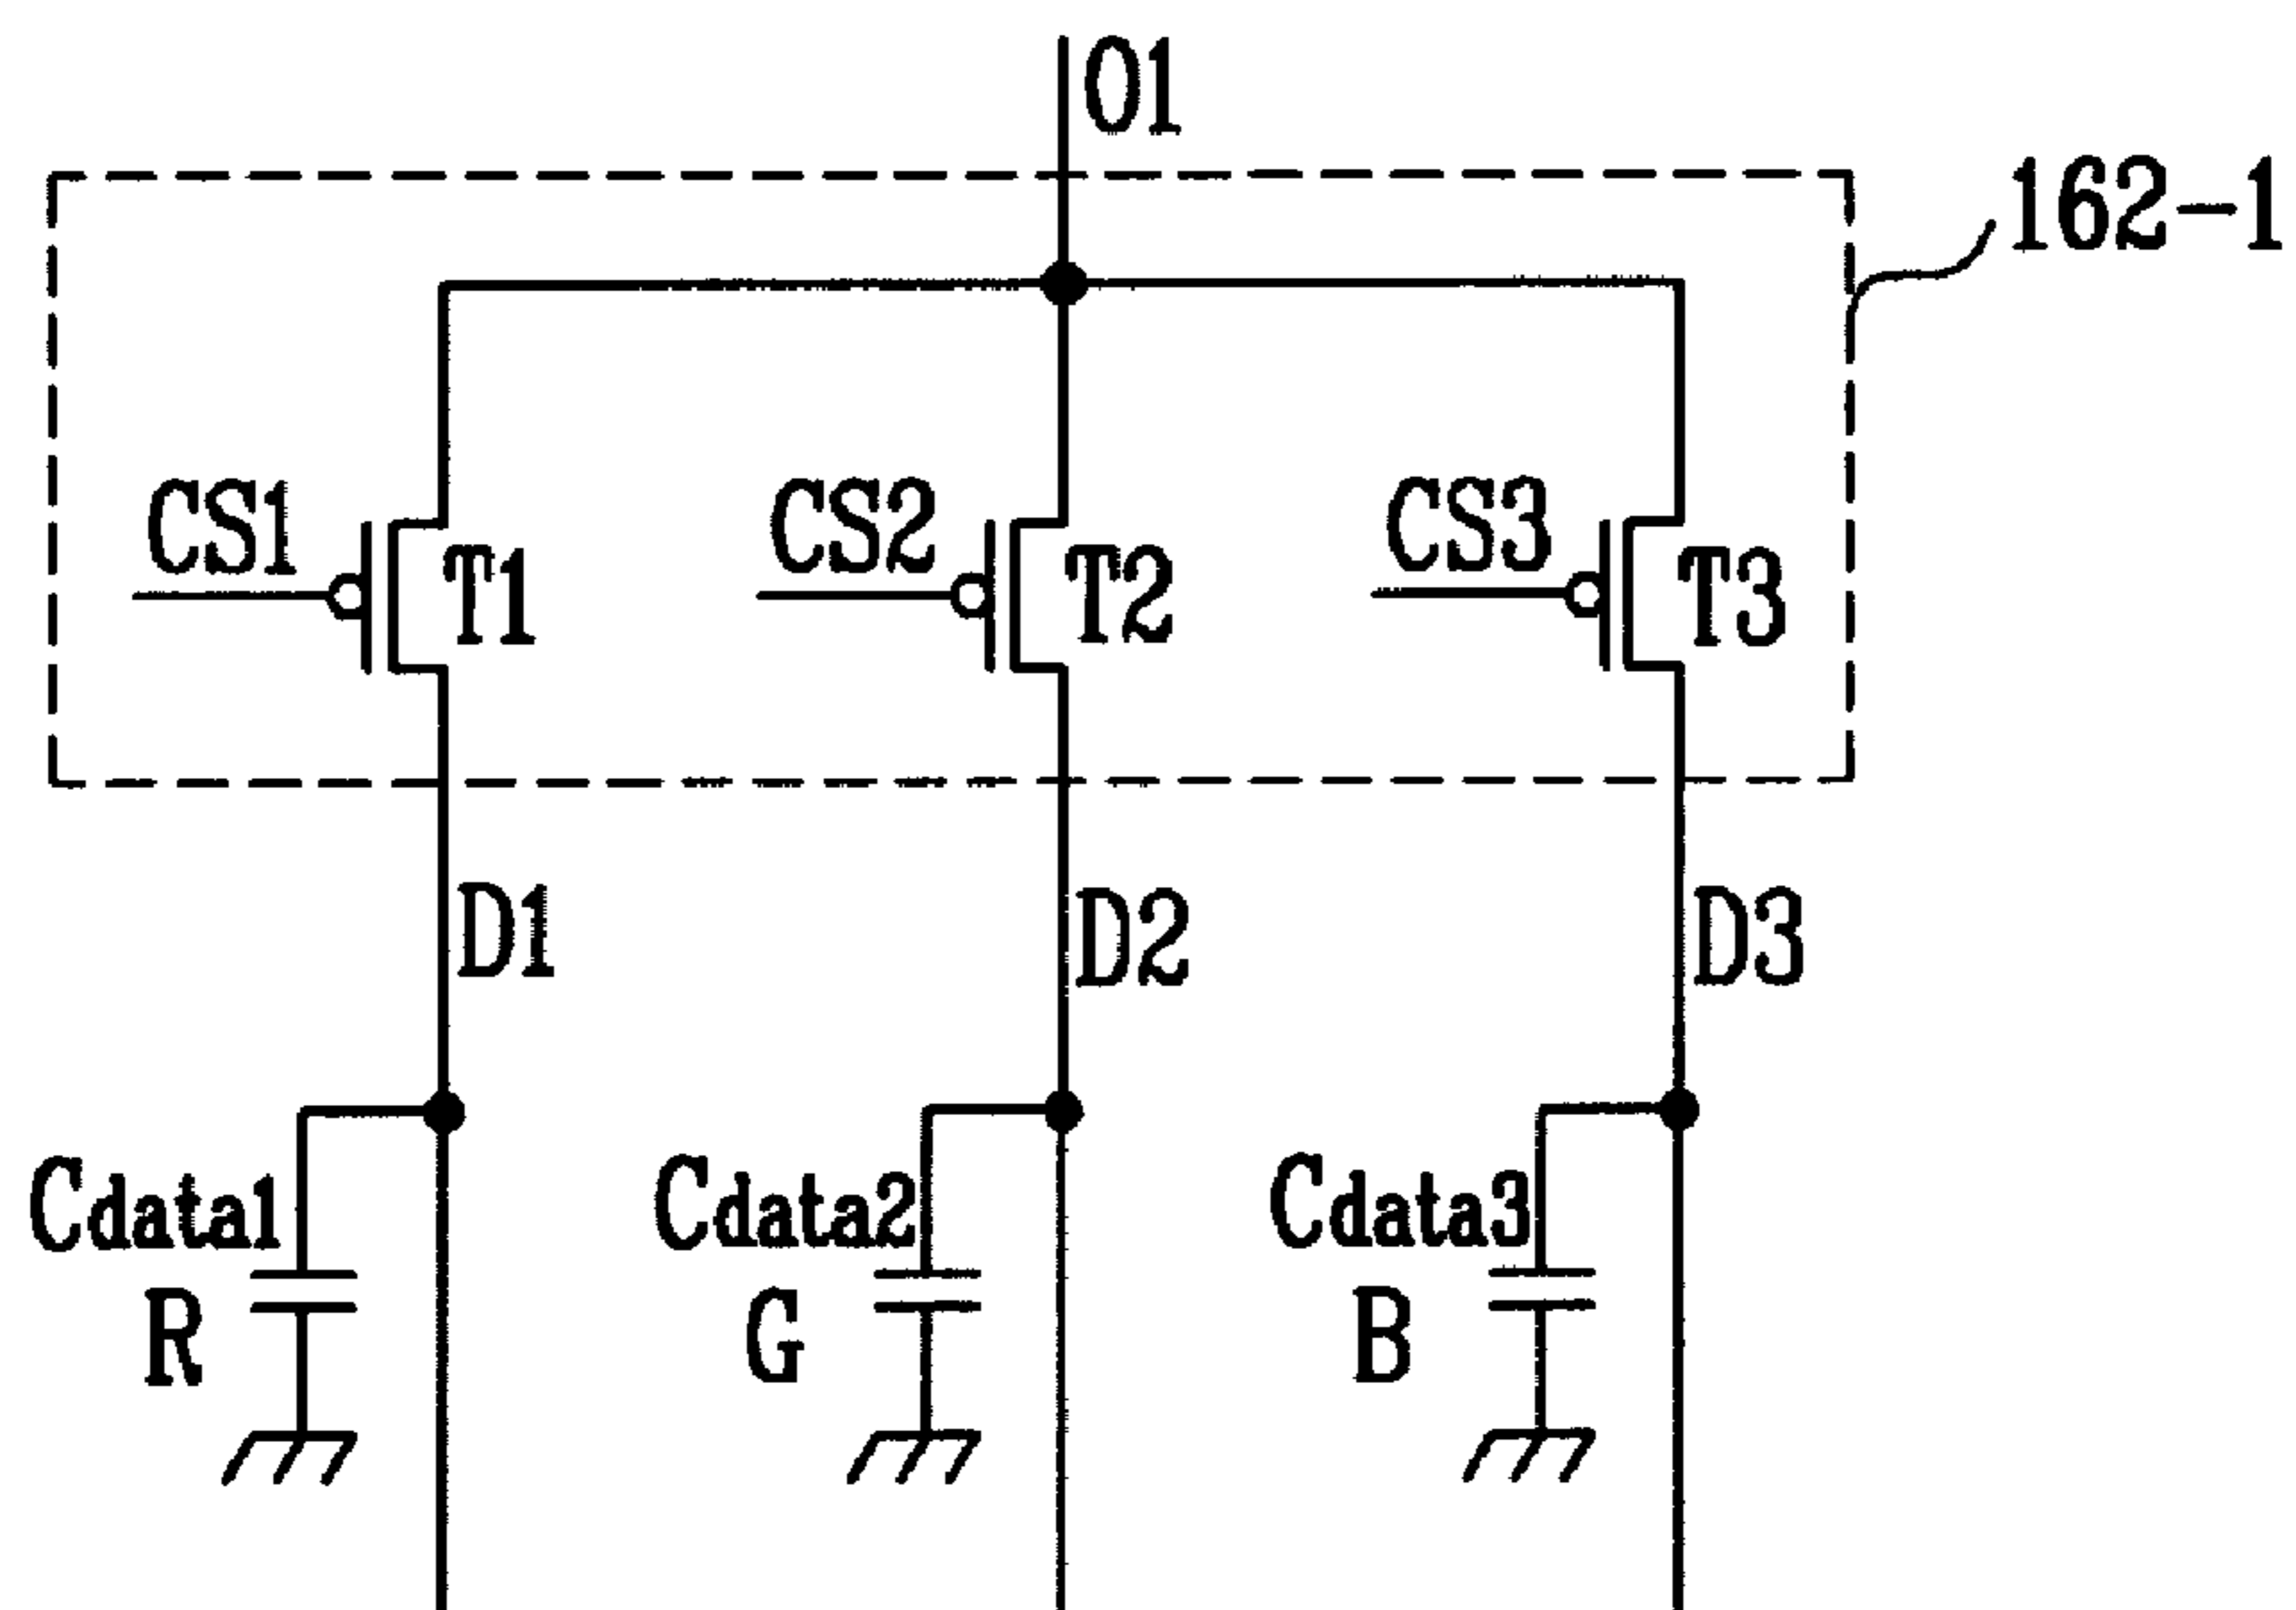 O1
162-1
CS1
T1
CS2
T2
CS3
T3
D1
D2
D3
Cdata1
R
Cdata2
G
Cdata3
B